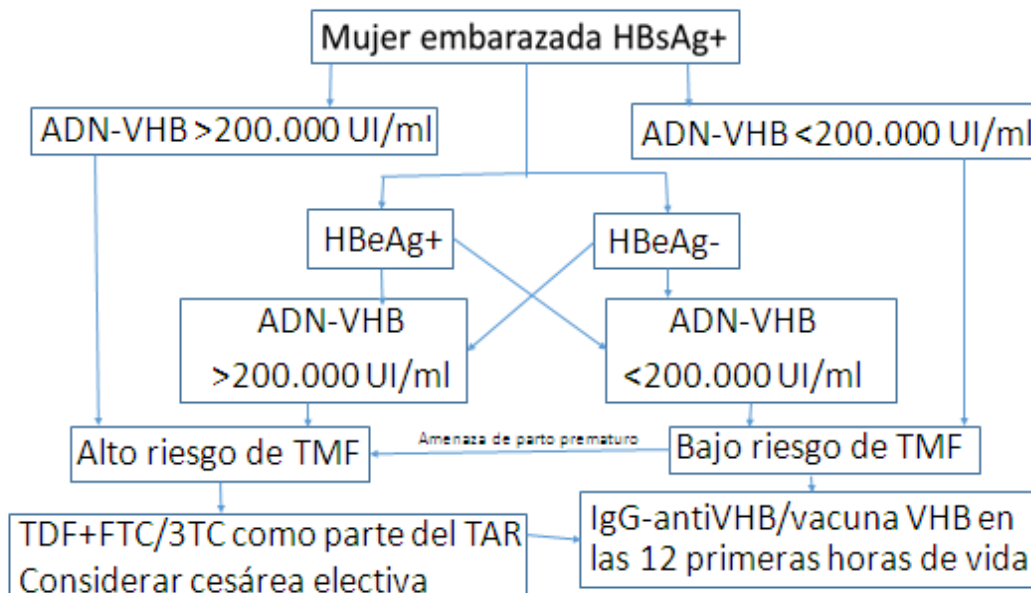 Mujer embarazada HBsAg+
ADN-VHB >200.000 UI/ml
ADN-VHB <200.000 UI/ml
HBeAg+
HBeAg-
ADN-VHB
>200.000 UI/ml
ADN-VHB
<200.000 UI/ml
Alto riesgo de TMF
Amenaza de parto prematuro
Bajo riesgo de TMF
TDF+FTC/3TC como parte del TAR
Considerar cesárea electiva
IgG-antiVHB/vacuna VHB en
las 12 primeras horas de vida